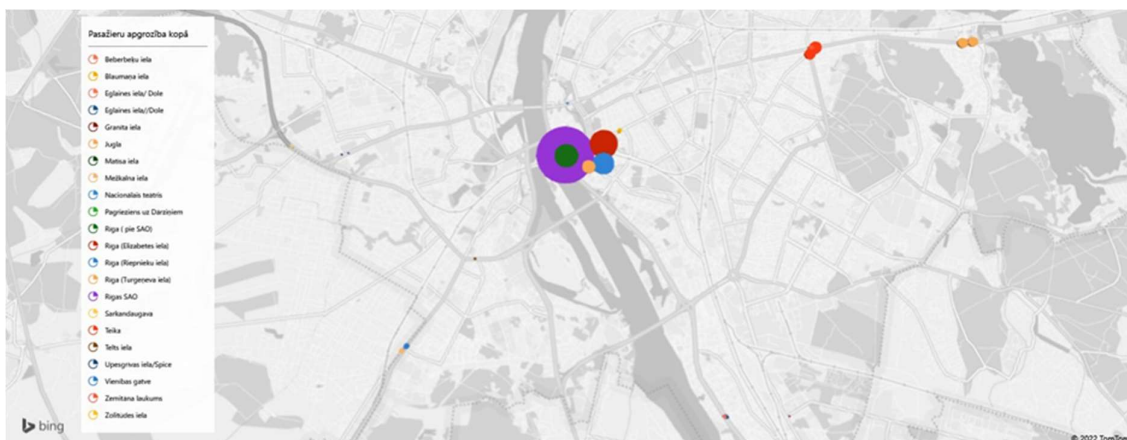 Pasažieru apgrozība kopā
Beberbeķu iela
Blaumaņa iela
Eglaines iela/ Dole
Eglaines iela//Dole
Granīta iela
Jugla
Matīsa iela
Mežkalna iela
Nacionālais teātris
Pagrieziens uz Dārziņiem
Rīga ( pie SAO)
Rīga (Elizabetes iela)
Rīga (Riepnieku iela)
Rīga (Turgeņeva iela)
Rīgas SAO
Sarkandaugava
Teika
Telts iela
Upesgrīvas iela/Spice
Vienības gatve
Zemitāna laukums
Zolitūdes iela
bing
© 2022 TomTom